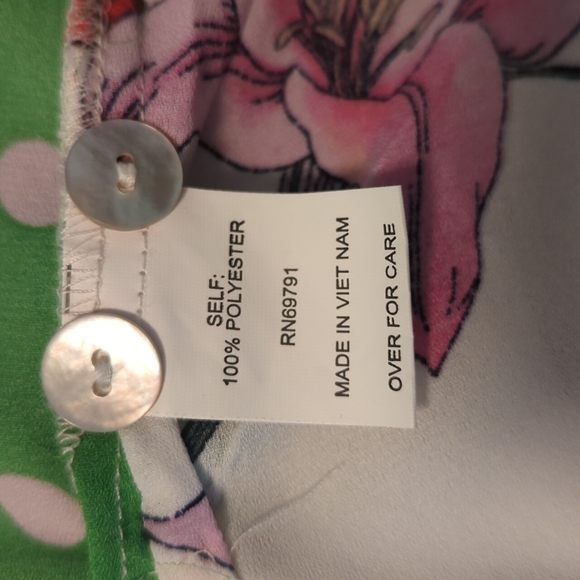 SELF:
100% POLYESTER
RN69791
MADE IN VIET NAM
OVER FOR CARE